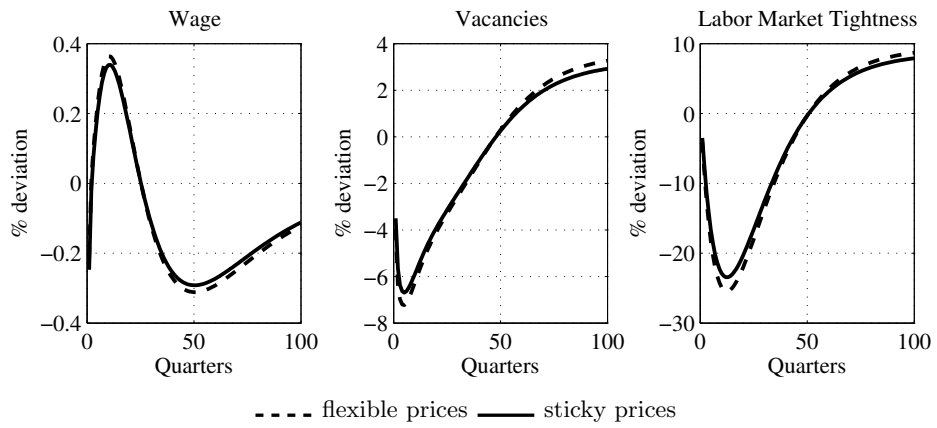 Wage
Vacancies
Labor Market Tightness
% deviation
0.4
0.2
0
−0.2
−0.4
0
50
100
Quarters
% deviation
4
2
0
−2
−4
−6
−8
0
50
100
Quarters
% deviation
10
0
−10
−20
−30
0
50
100
Quarters
flexible prices
sticky prices